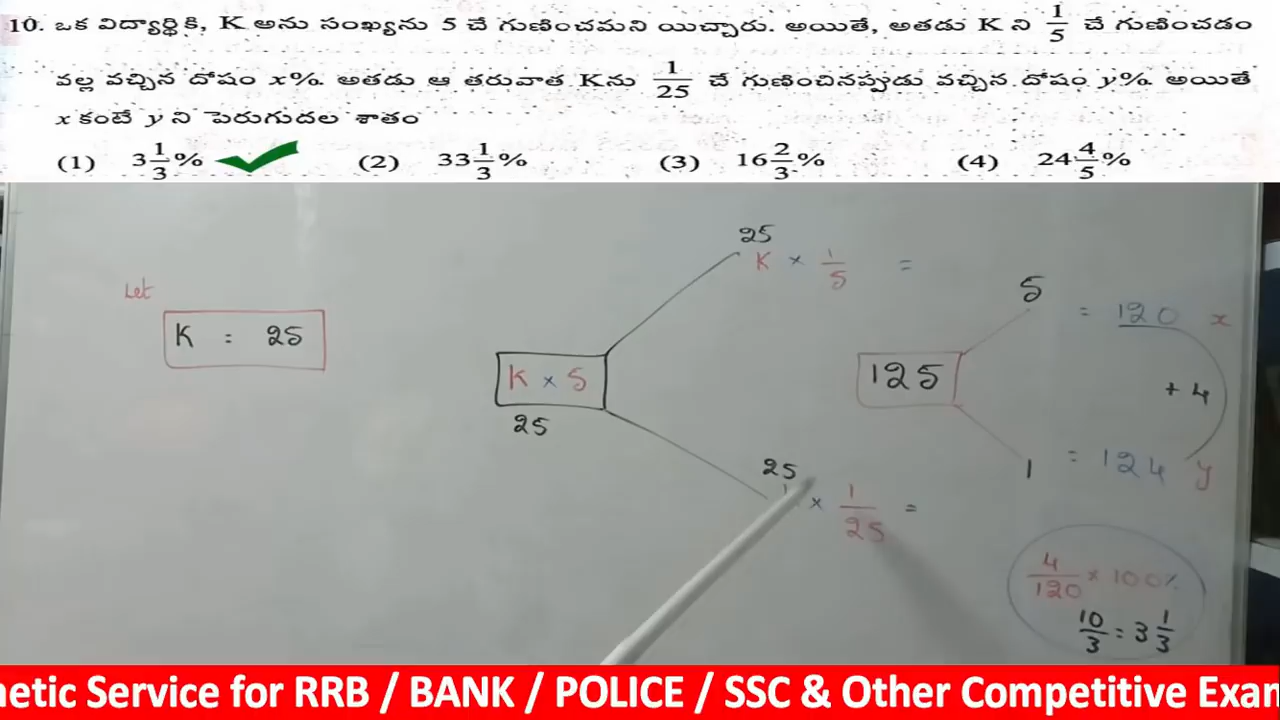 10. ఒక విద్యార్థికి, K అను సంఖ్యను 5 చే గుణించమని యిచ్చారు. అయితే, అతడు K ని 1/5 చే గుణించడం
వల్ల వచ్చిన దోషం x%. అతడు ఆ తరువాత Kను 1/25 చే గుణించినప్పుడు వచ్చిన దోషం y%. అయితే
x కంటే y ని పెరుగుదల శాతం
(1) 3 1/3% (2) 33 1/3% (3) 16 2/3% (4) 24 4/5%
Let
K = 25
K × 5
25
25
K × 1/5 =
25
× 1/25 =
125
5 = 120 x
+ 4
1 = 124 y
4/120 × 100%
10/3 = 3 1/3
netic Service for RRB / BANK / POLICE / SSC & Other Competitive Exan